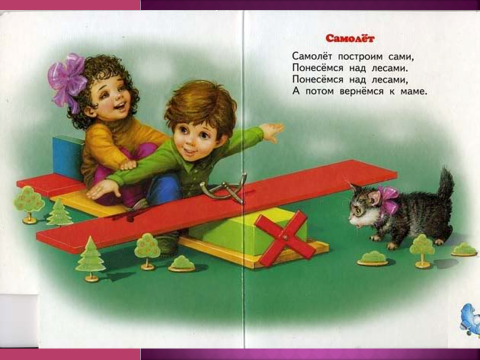 Самолёт
Самолёт построим сами,
Понесёмся над лесами.
Понесёмся над лесами,
А потом вернёмся к маме.